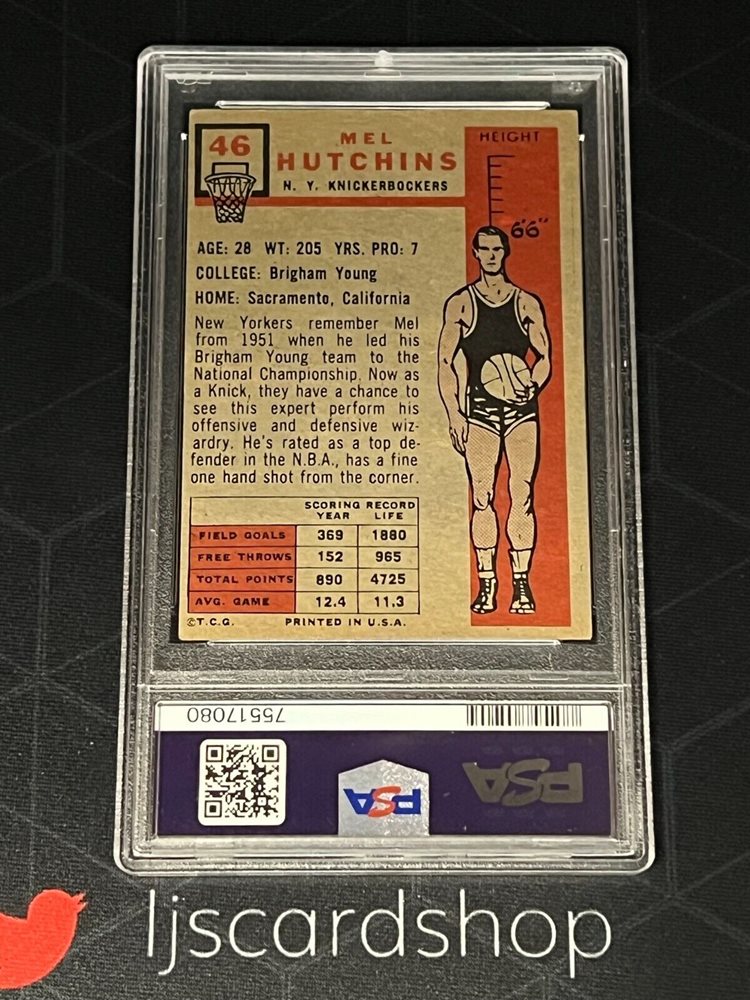 46
MEL
HUTCHINS
N. Y. KNICKERBOCKERS
HEIGHT
6'6"
AGE: 28 WT: 205 YRS. PRO: 7
COLLEGE: Brigham Young
HOME: Sacramento, California
New Yorkers remember Mel
from 1951 when he led his
Brigham Young team to the
National Championship. Now as
a Knick, they have a chance to
see this expert perform his
offensive and defensive wiz-
ardry. He's rated as a top de-
fender in the N.B.A., has a fine
one hand shot from the corner.
SCORING RECORD
YEAR LIFE
FIELD GOALS 369 1880
FREE THROWS 152 965
TOTAL POINTS 890 4725
AVG. GAME 12.4 11.3
©T.C.G. PRINTED IN U.S.A.
75517080
PSA
PSA
ljscardshop